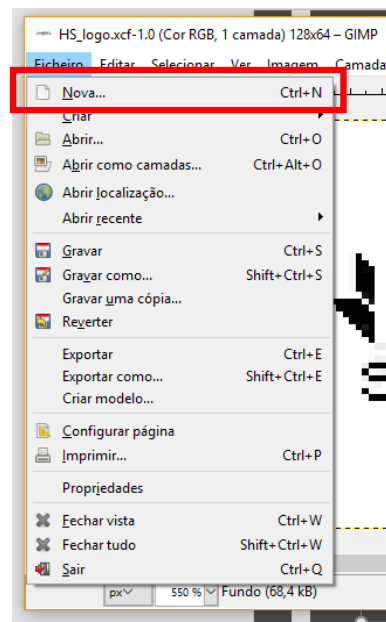 HS_logo.xcf-1.0 (Cor RGB, 1 camada) 128x64 – GIMP
Ficheiro Editar Selecionar Ver Imagem Camada
Nova... Ctrl+N
Criar
Abrir... Ctrl+O
Abrir como camadas... Ctrl+Alt+O
Abrir localização...
Abrir recente
Gravar Ctrl+S
Gravar como... Shift+Ctrl+S
Gravar uma cópia...
Reverter
Exportar Ctrl+E
Exportar como... Shift+Ctrl+E
Criar modelo...
Configurar página
Imprimir... Ctrl+P
Propriedades
Fechar vista Ctrl+W
Fechar tudo Shift+Ctrl+W
Sair Ctrl+Q
px 550 % Fundo (68,4 kB)